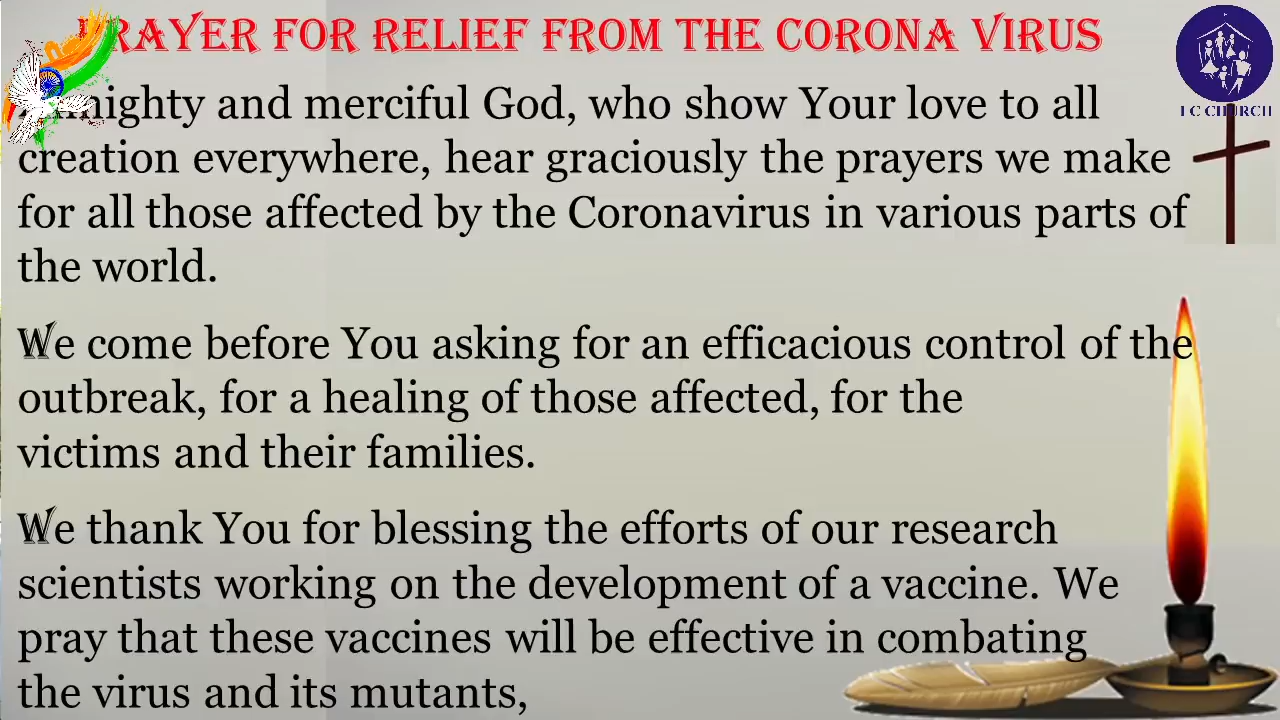 PRAYER FOR RELIEF FROM THE CORONA VIRUS
I C CHURCH
Almighty and merciful God, who show Your love to all
creation everywhere, hear graciously the prayers we make
for all those affected by the Coronavirus in various parts of
the world.
We come before You asking for an efficacious control of the
outbreak, for a healing of those affected, for the
victims and their families.
We thank You for blessing the efforts of our research
scientists working on the development of a vaccine. We
pray that these vaccines will be effective in combating
the virus and its mutants,